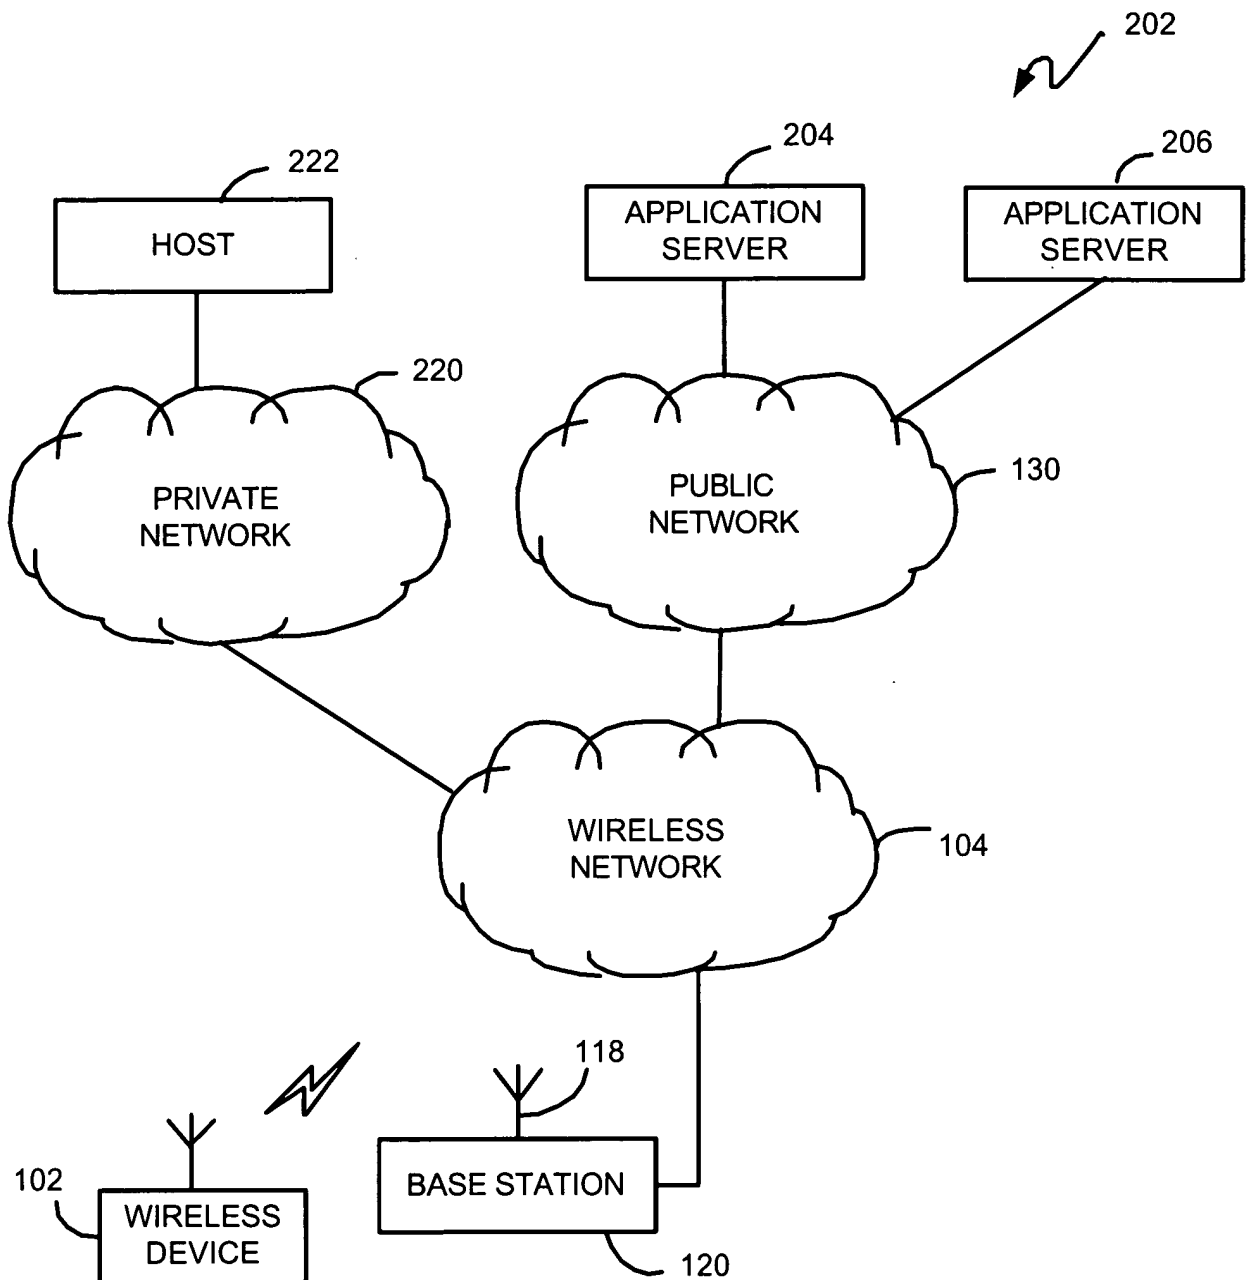 202
204
206
222
APPLICATION
SERVER
APPLICATION
SERVER
HOST
220
130
PRIVATE
NETWORK
PUBLIC
NETWORK
WIRELESS
NETWORK
104
118
102
BASE STATION
WIRELESS
DEVICE
120